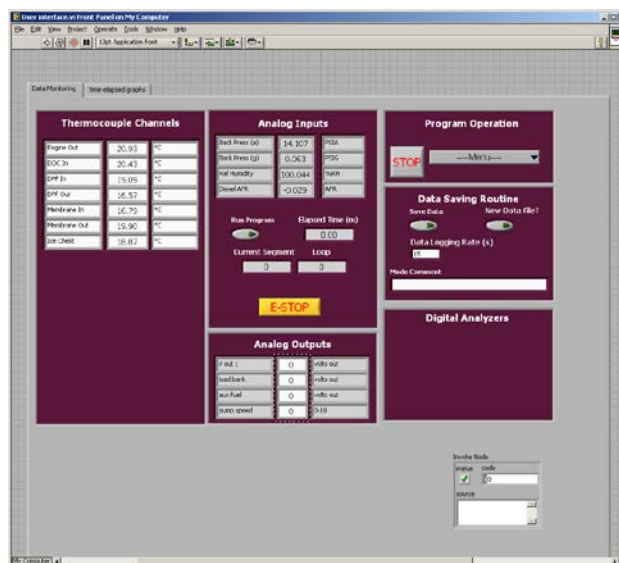 User interface.vi Front Panel on My Computer
File Edit View Project Operate Tools Window Help
13pt Application Font
Data Monitoring time-elapsed graphs
Thermocouple Channels
Engine Out 20.93 °C
DOC In 20.43 °C
DPF In 19.09 °C
DPF Out 16.57 °C
Membrane In 16.79 °C
Membrane Out 19.90 °C
Ice Chest 18.87 °C
Analog Inputs
Back Press (a) 14.107 PSIA
Back Press (g) 0.063 PSIG
Rel Humidity 100.044 %RH
Diesel AFR -0.029 AFR
Run Program Elapsed Time (m)
0.00
Current Segment Loop
0 0
E-STOP
Analog Outputs
0 volts out
load bank 0 volts out
aux fuel 0 volts out
pump speed 0 0-10
Program Operation
STOP ----Menu----
Data Saving Routine
Save Data New Data File?
Data Logging Rate (s)
15
Mode Comment
Digital Analyzers
Invoke Node
status code
0
source
My Computer